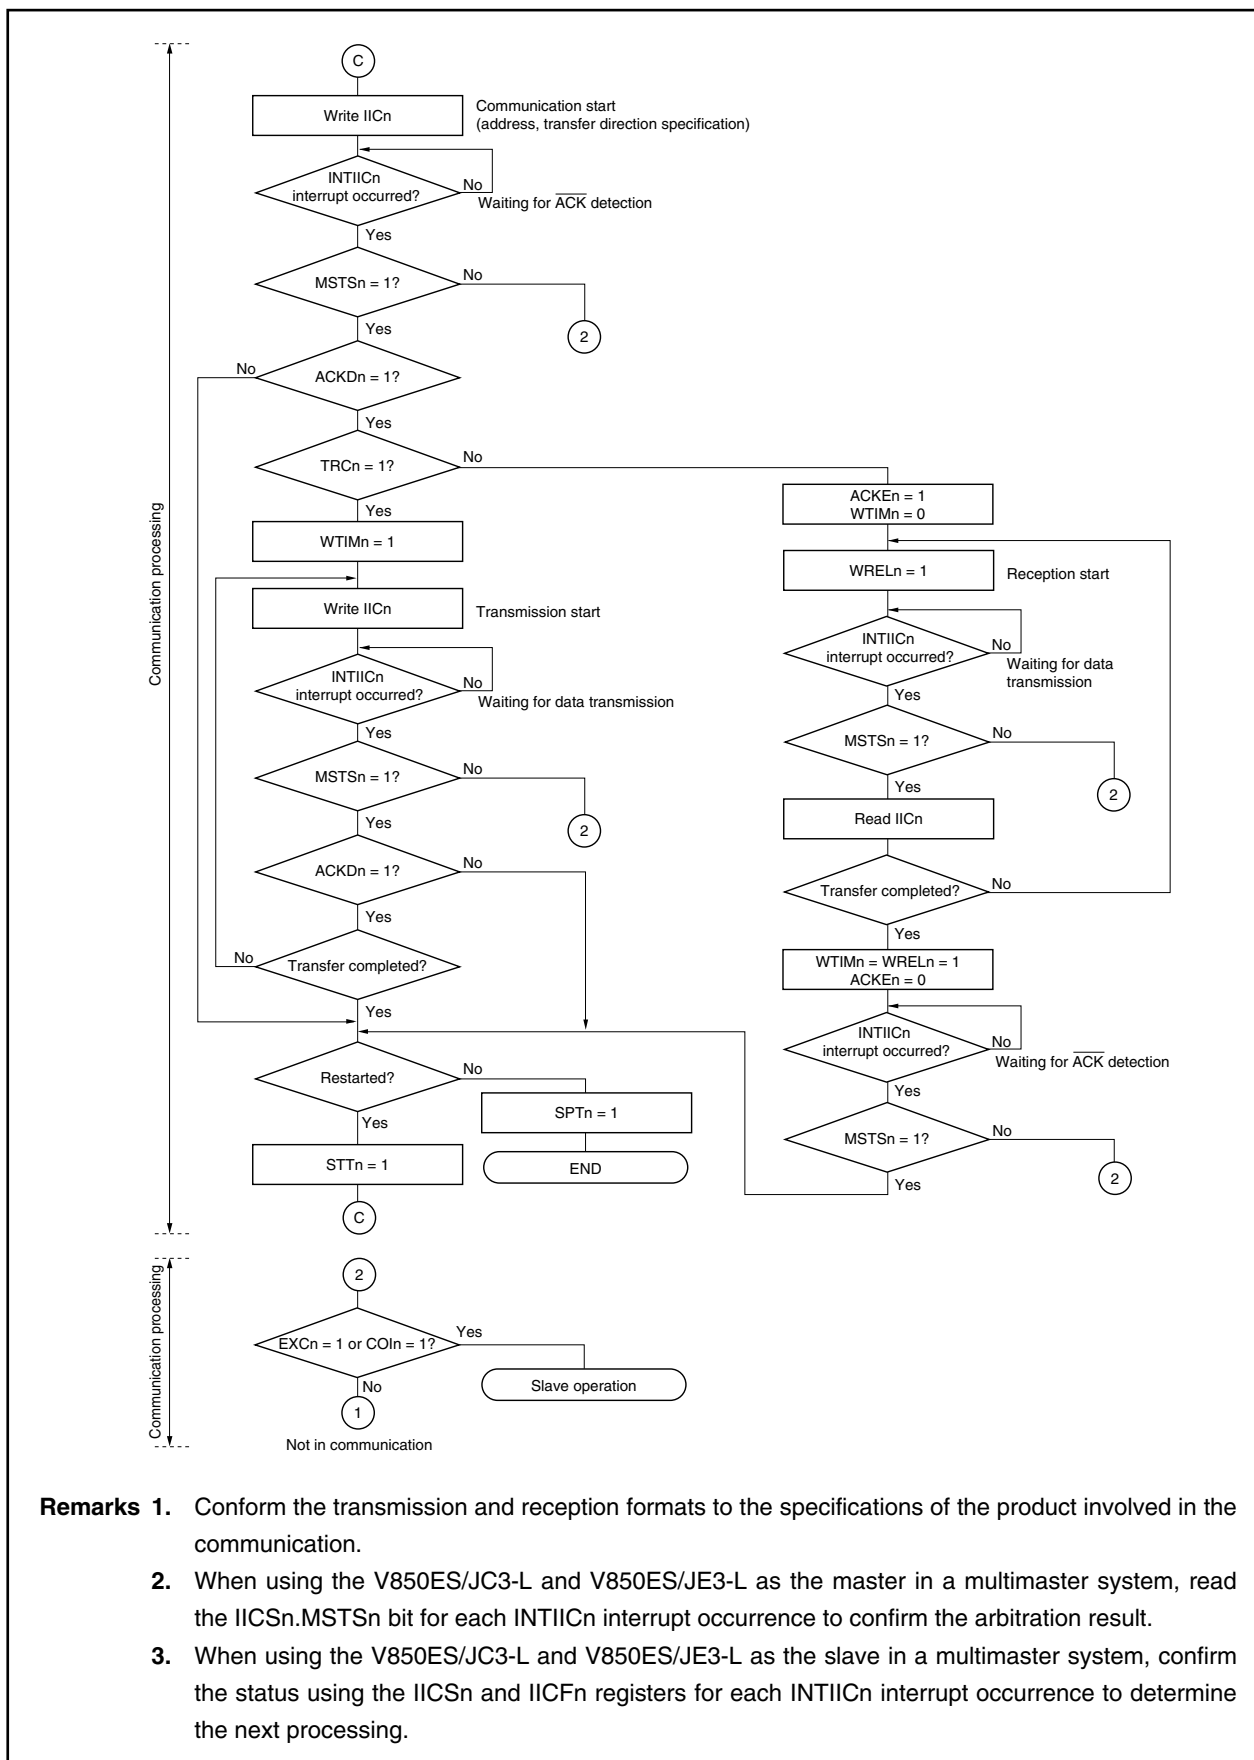 C
Write IICn
Communication start
(address, transfer direction specification)
INTIICn
interrupt occurred?
No
Waiting for ACK detection
Yes
MSTSn = 1?
No
2
Yes
ACKDn = 1?
No
Yes
TRCn = 1?
No
Yes
WTIMn = 1
Write IICn
Transmission start
INTIICn
interrupt occurred?
No
Waiting for data transmission
Yes
MSTSn = 1?
No
2
Yes
ACKDn = 1?
No
Yes
Transfer completed?
No
Yes
Restarted?
No
Yes
SPTn = 1
END
STTn = 1
C
ACKEn = 1
WTIMn = 0
WRELn = 1
Reception start
INTIICn
interrupt occurred?
No
Waiting for data
transmission
Yes
MSTSn = 1?
No
2
Yes
Read IICn
Transfer completed?
No
Yes
WTIMn = WRELn = 1
ACKEn = 0
INTIICn
interrupt occurred?
No
Waiting for ACK detection
Yes
MSTSn = 1?
No
2
Yes
Communication processing
2
EXCn = 1 or COIn = 1?
Yes
Slave operation
No
1
Not in communication
Communication processing
Remarks 1. Conform the transmission and reception formats to the specifications of the product involved in the
communication.
2. When using the V850ES/JC3-L and V850ES/JE3-L as the master in a multimaster system, read
the IICSn.MSTSn bit for each INTIICn interrupt occurrence to confirm the arbitration result.
3. When using the V850ES/JC3-L and V850ES/JE3-L as the slave in a multimaster system, confirm
the status using the IICSn and IICFn registers for each INTIICn interrupt occurrence to determine
the next processing.